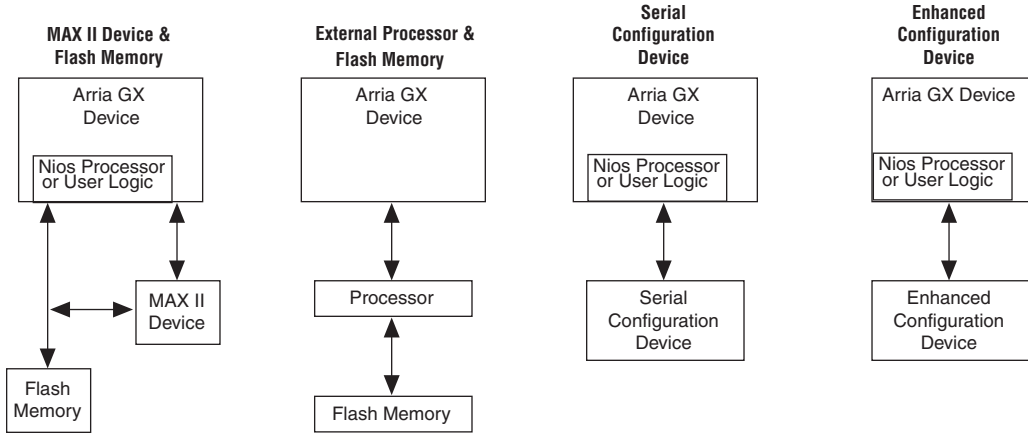 MAX II Device &
Flash Memory
Arria GX
Device
Nios Processor
or User Logic
MAX II
Device
Flash
Memory
External Processor &
Flash Memory
Arria GX
Device
Processor
Flash Memory
Serial
Configuration
Device
Arria GX
Device
Nios Processor
or User Logic
Serial
Configuration
Device
Enhanced
Configuration
Device
Arria GX Device
Nios Processor
or User Logic
Enhanced
Configuration
Device